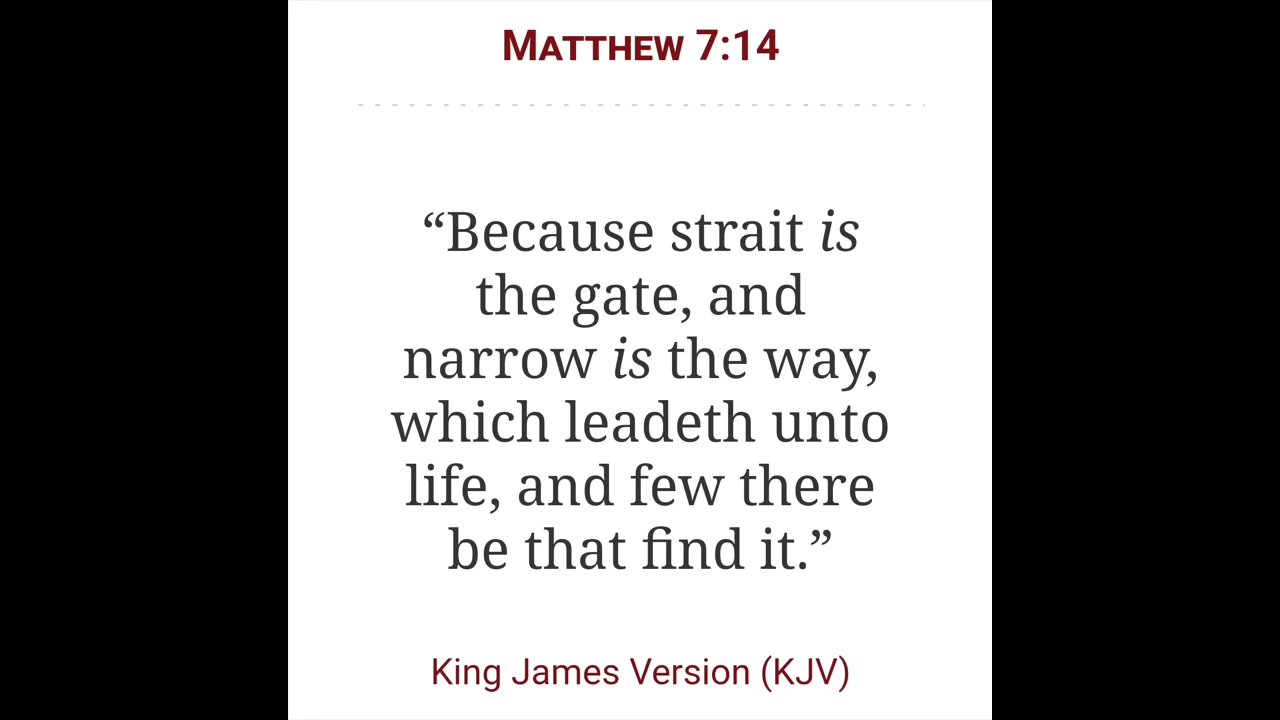 MATTHEW 7:14
“Because strait is
the gate, and
narrow is the way,
which leadeth unto
life, and few there
be that find it.”
King James Version (KJV)